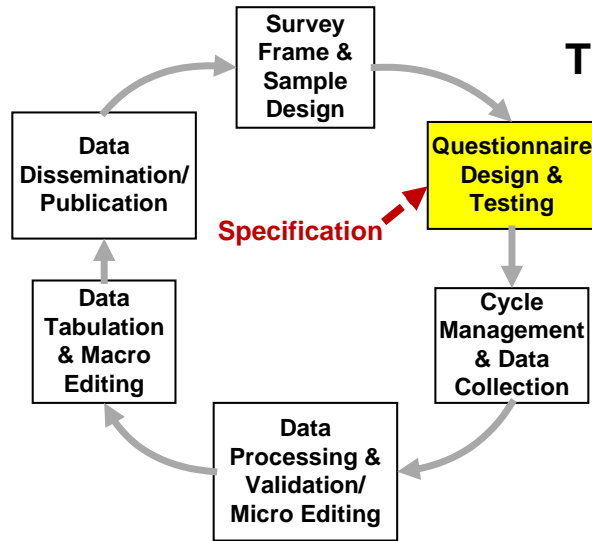 Survey
Frame &
Sample
Design
T
Questionnaire
Design &
Testing
Data
Dissemination/
Publication
Specification
Data
Tabulation
& Macro
Editing
Cycle
Management
& Data
Collection
Data
Processing &
Validation/
Micro Editing